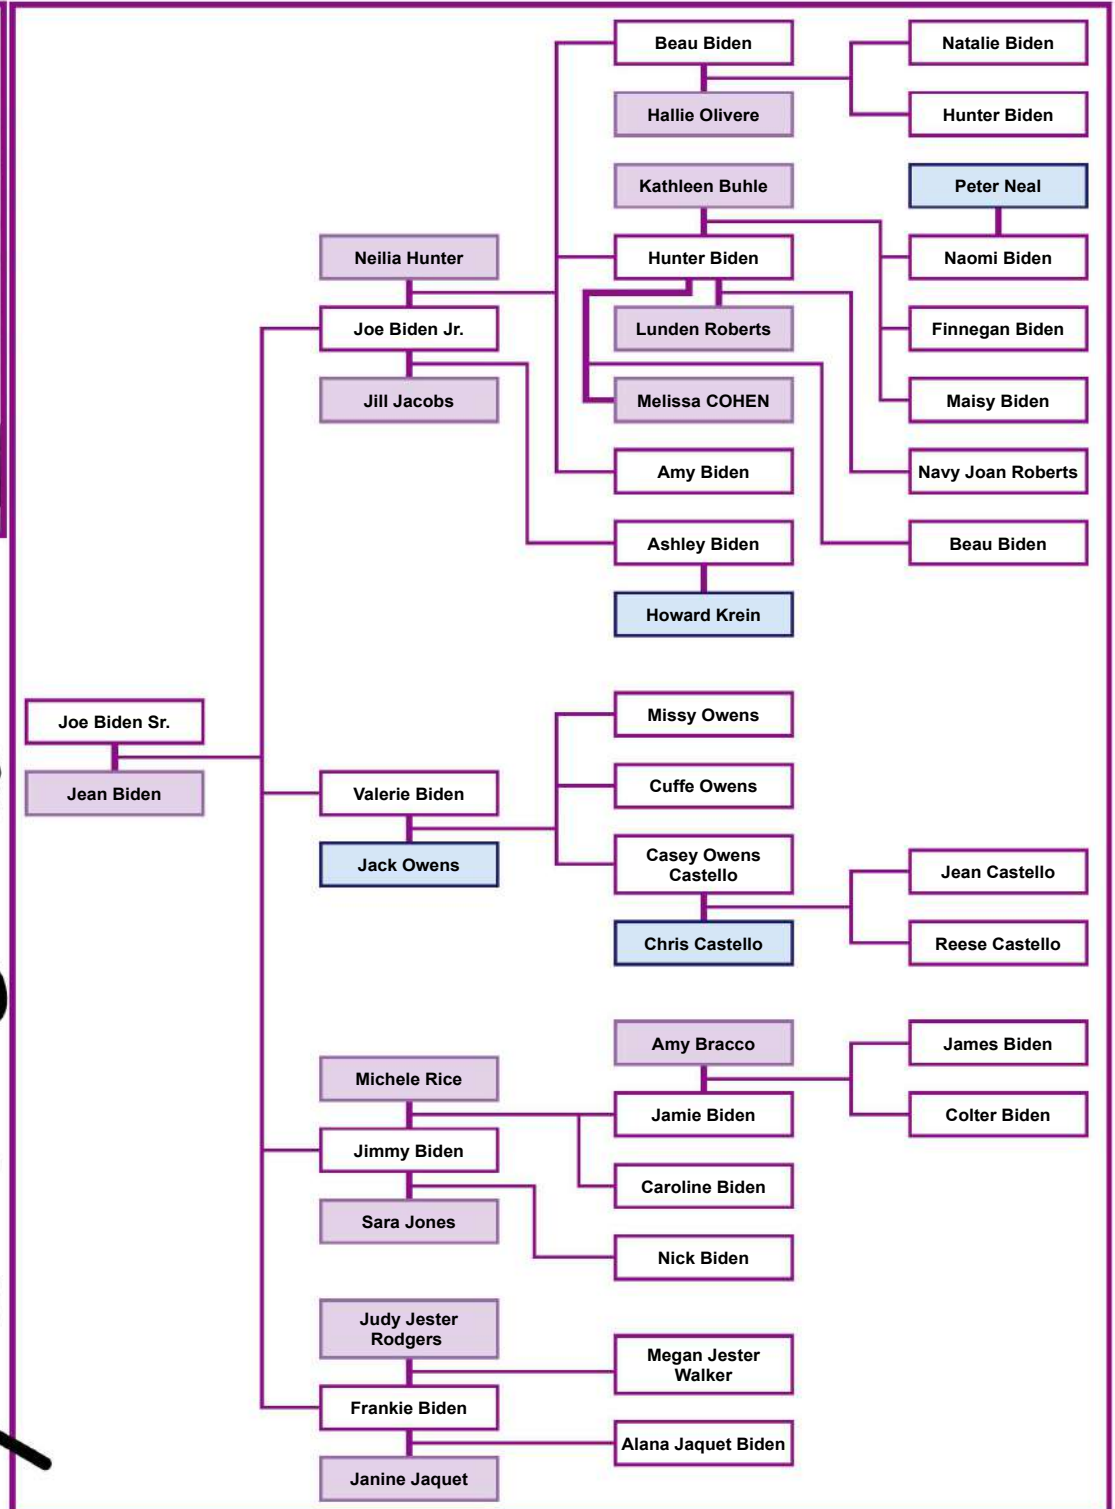 Beau Biden
Natalie Biden
Hallie Olivere
Hunter Biden
Kathleen Buhle
Peter Neal
Neilia Hunter
Hunter Biden
Naomi Biden
Joe Biden Jr.
Lunden Roberts
Finnegan Biden
Jill Jacobs
Melissa COHEN
Maisy Biden
Amy Biden
Navy Joan Roberts
Ashley Biden
Beau Biden
Howard Krein
Joe Biden Sr.
Jean Biden
Missy Owens
Valerie Biden
Cuffe Owens
Jack Owens
Casey Owens
Castello
Jean Castello
Chris Castello
Reese Castello
Amy Bracco
James Biden
Michele Rice
Jamie Biden
Colter Biden
Jimmy Biden
Caroline Biden
Sara Jones
Nick Biden
Judy Jester
Rodgers
Megan Jester
Walker
Frankie Biden
Alana Jaquet Biden
Janine Jaquet